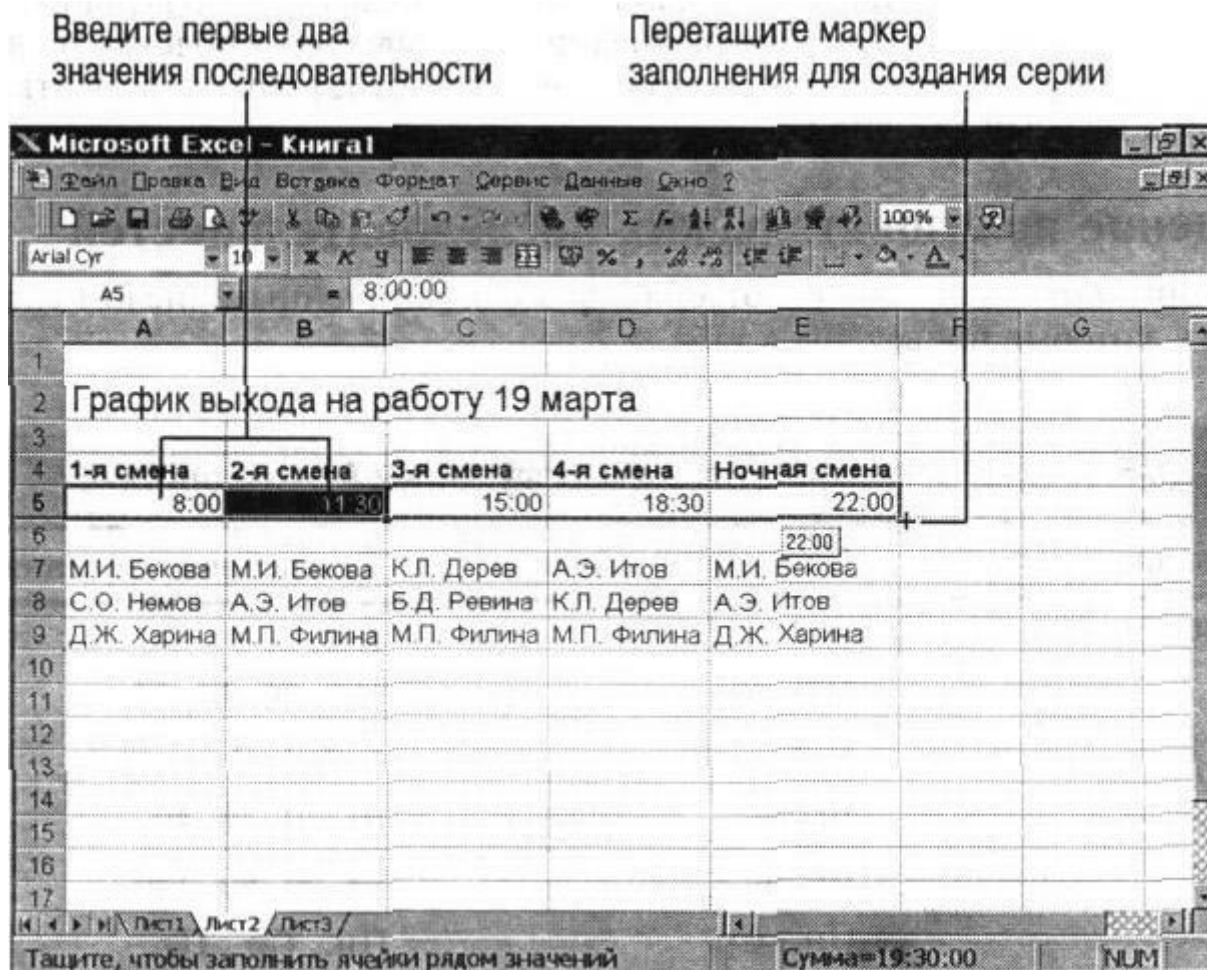 Введите первые два
значения последовательности
Перетащите маркер
заполнения для создания серии
Microsoft Excel - Книга1
Файл Правка Вид Вставка Формат Сервис Данные Окно ?
100%
Arial Cyr 10 Ж К Ч % ,
A5 = 8:00:00
A B C D E F G
1
2 График выхода на работу 19 марта
3
4 1-я смена 2-я смена 3-я смена 4-я смена Ночная смена
5 8:00 11:30 15:00 18:30 22:00
6 22:00
7 М.И. Бекова М.И. Бекова К.Л. Дерев А.Э. Итов М.И. Бекова
8 С.О. Немов А.Э. Итов Б.Д. Ревина К.Л. Дерев А.Э. Итов
9 Д.Ж. Харина М.П. Филина М.П. Филина М.П. Филина Д.Ж. Харина
10
11
12
13
14
15
16
17
Лист1 Лист2 Лист3
Тащите, чтобы заполнить ячейки рядом значений Сумма=19:30:00 NUM